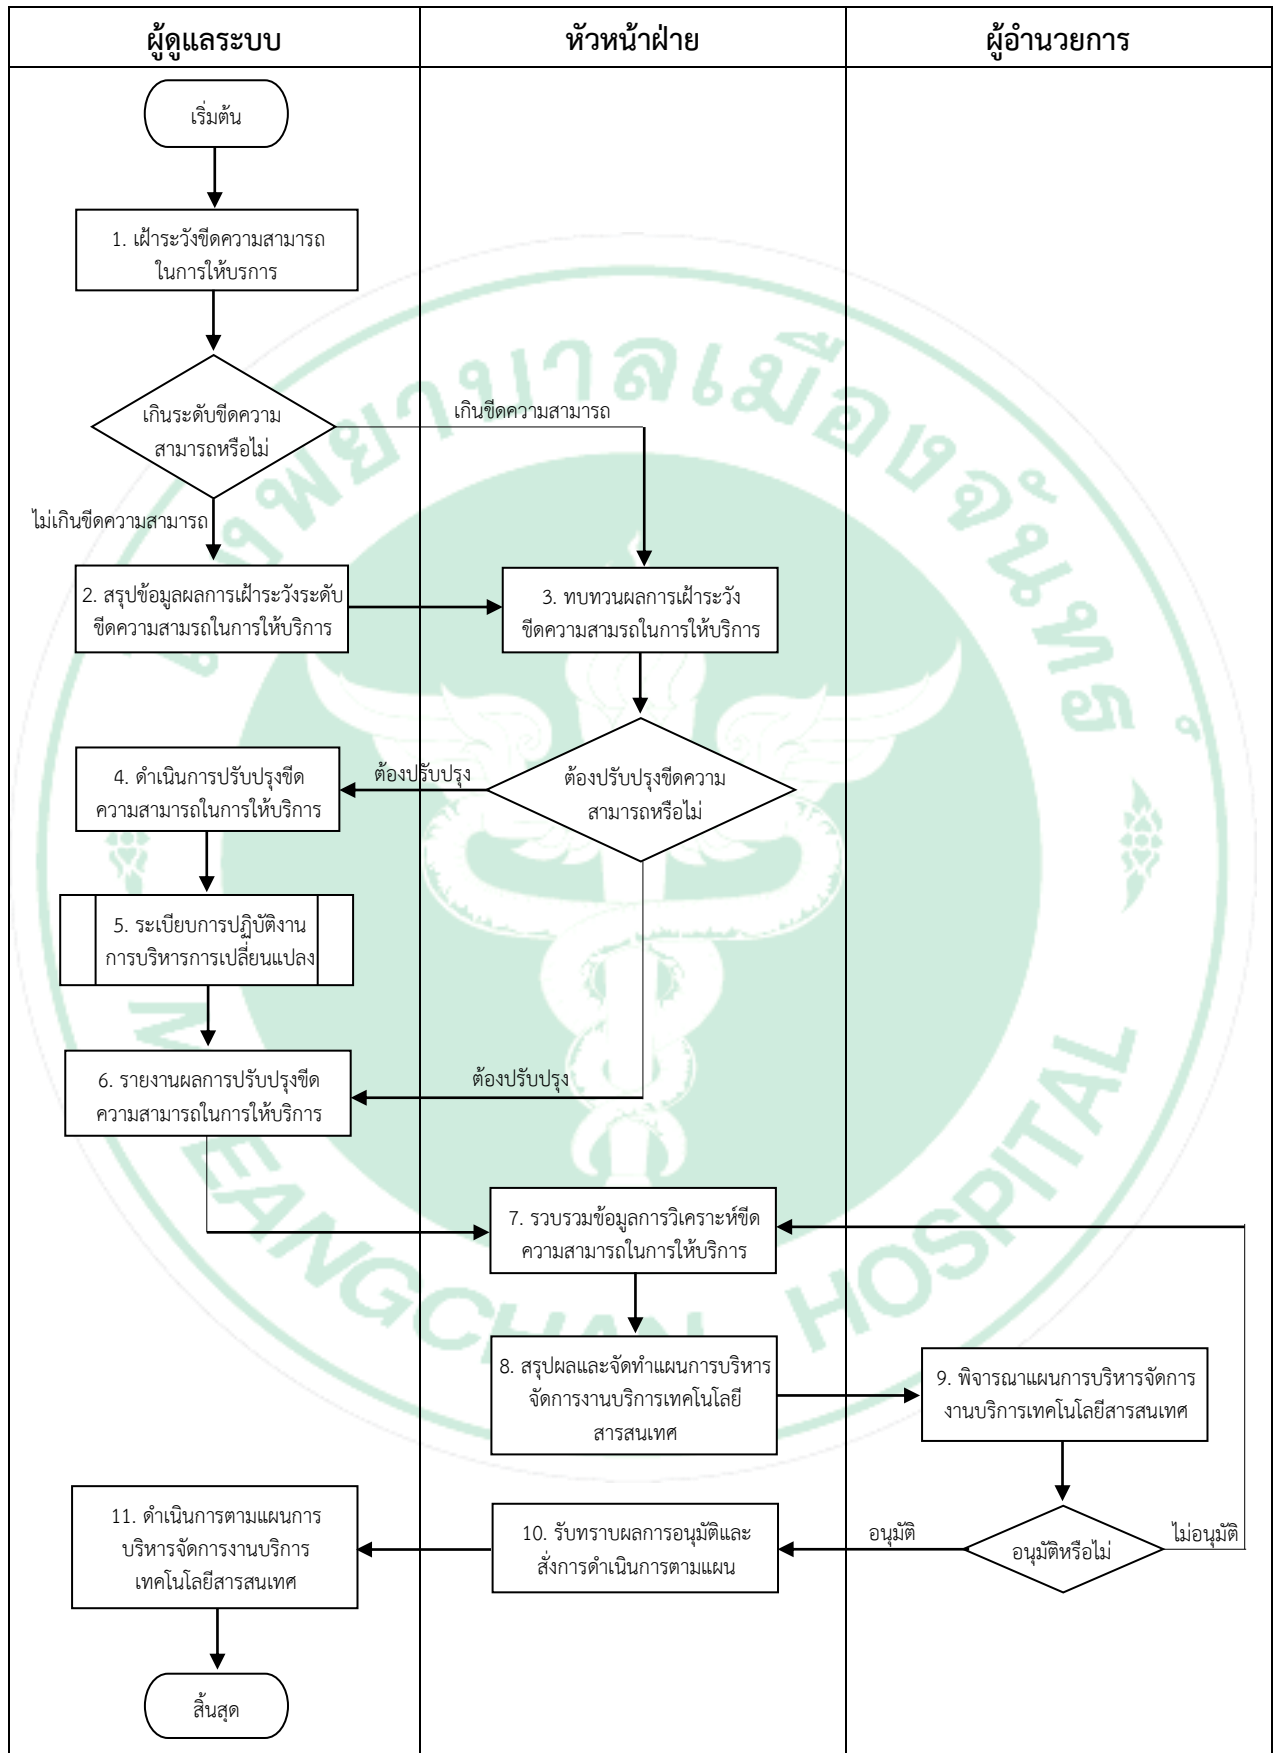 ผู้ดูแลระบบ
หัวหน้าฝ่าย
ผู้อำนวยการ
เริ่มต้น
1. เฝ้าระวังขีดความสามารถ
ในการให้บรการ
เกินระดับขีดความ
สามารถหรือไม่
เกินขีดความสามารถ
ไม่เกินขีดความสามารถ
2. สรุปข้อมูลผลการเฝ้าระวังระดับ
ขีดความสามรถในการให้บริการ
3. ทบทวนผลการเฝ้าระวัง
ขีดความสามรถในการให้บริการ
ต้องปรับปรุงขีดความ
สามารถหรือไม่
ต้องปรับปรุง
4. ดำเนินการปรับปรุงขีด
ความสามารถในการให้บริการ
5. ระเบียบการปฏิบัติงาน
การบริหารการเปลี่ยนแปลง
6. รายงานผลการปรับปรุงขีด
ความสามารถในการให้บริการ
ต้องปรับปรุง
7. รวบรวมข้อมูลการวิเคราะห์ขีด
ความสามารถในการให้บริการ
8. สรุปผลและจัดทำแผนการบริหาร
จัดการงานบริการเทคโนโลยี
สารสนเทศ
9. พิจารณาแผนการบริหารจัดการ
งานบริการเทคโนโลยีสารสนเทศ
อนุมัติหรือไม่
อนุมัติ
ไม่อนุมัติ
10. รับทราบผลการอนุมัติและ
สั่งการดำเนินการตามแผน
11. ดำเนินการตามแผนการ
บริหารจัดการงานบริการ
เทคโนโลยีสารสนเทศ
สิ้นสุด